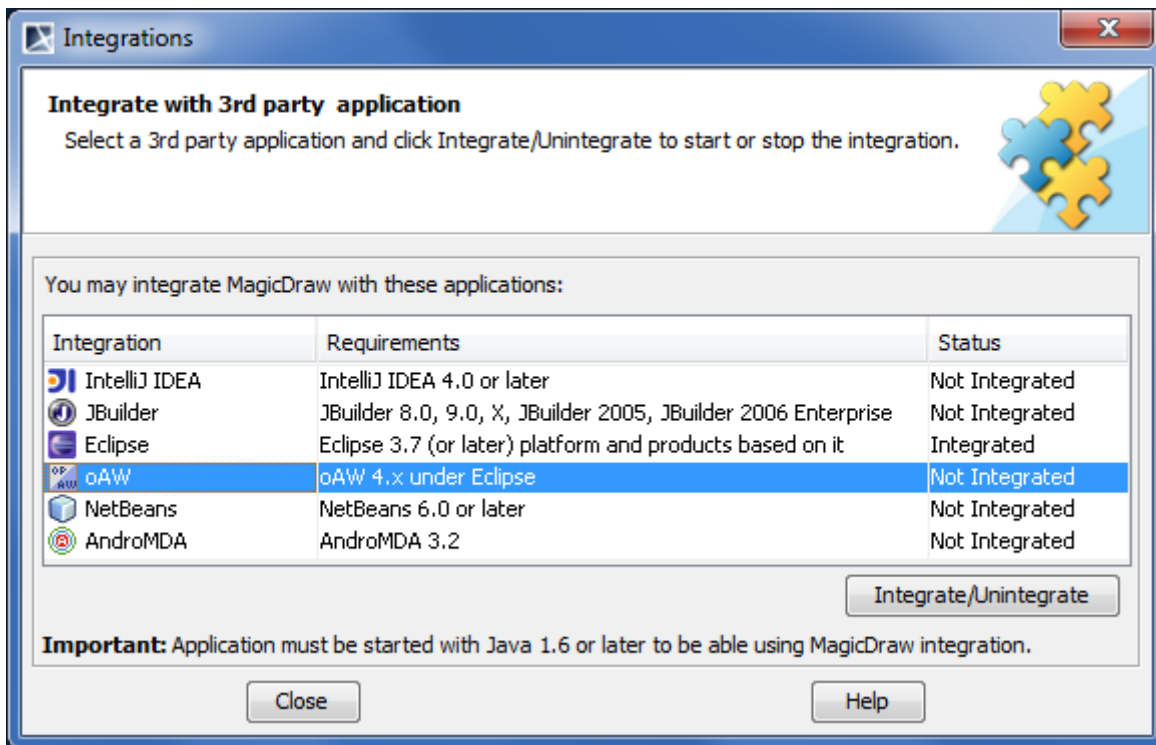 Integrations
Integrate with 3rd party application
Select a 3rd party application and click Integrate/Unintegrate to start or stop the integration.
You may integrate MagicDraw with these applications:
Integration Requirements Status
IntelliJ IDEA IntelliJ IDEA 4.0 or later Not Integrated
JBuilder JBuilder 8.0, 9.0, X, JBuilder 2005, JBuilder 2006 Enterprise Not Integrated
Eclipse Eclipse 3.7 (or later) platform and products based on it Integrated
OP AW oAW oAW 4.x under Eclipse Not Integrated
NetBeans NetBeans 6.0 or later Not Integrated
AndroMDA AndroMDA 3.2 Not Integrated
Integrate/Unintegrate
Important: Application must be started with Java 1.6 or later to be able using MagicDraw integration.
Close Help